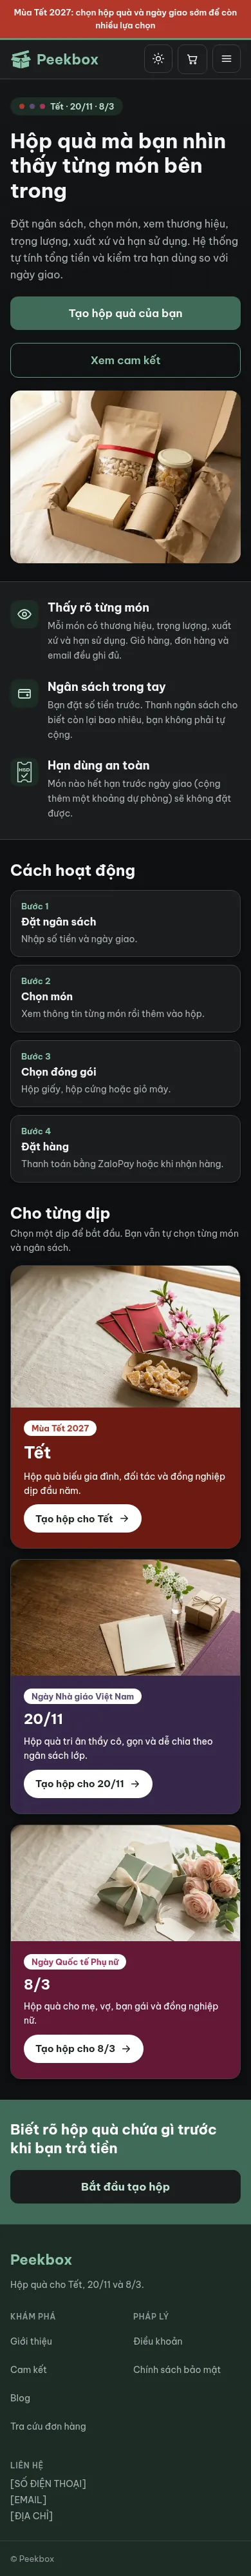 Mùa Tết 2027: chọn hộp quà và ngày giao sớm để còn
nhiều lựa chọn
Peekbox
Tết · 20/11 · 8/3
Hộp quà mà bạn nhìn
thấy từng món bên
trong
Đặt ngân sách, chọn món, xem thương hiệu,
trọng lượng, xuất xứ và hạn sử dụng. Hệ thống
tự tính tổng tiền và kiểm tra hạn dùng so với
ngày giao.
Tạo hộp quà của bạn
Xem cam kết
Thấy rõ từng món
Mỗi món có thương hiệu, trọng lượng, xuất
xứ và hạn sử dụng. Giỏ hàng, đơn hàng và
email đều ghi đủ.
Ngân sách trong tay
Bạn đặt số tiền trước. Thanh ngân sách cho
biết còn lại bao nhiêu, bạn không phải tự
cộng.
HSD
Hạn dùng an toàn
Món nào hết hạn trước ngày giao (cộng
thêm một khoảng dự phòng) sẽ không đặt
được.
Cách hoạt động
Bước 1
Đặt ngân sách
Nhập số tiền và ngày giao.
Bước 2
Chọn món
Xem thông tin từng món rồi thêm vào hộp.
Bước 3
Chọn đóng gói
Hộp giấy, hộp cứng hoặc giỏ mây.
Bước 4
Đặt hàng
Thanh toán bằng ZaloPay hoặc khi nhận hàng.
Cho từng dịp
Chọn một dịp để bắt đầu. Bạn vẫn tự chọn từng món
và ngân sách.
Mùa Tết 2027
Tết
Hộp quà biếu gia đình, đối tác và đồng nghiệp
dịp đầu năm.
Tạo hộp cho Tết
Ngày Nhà giáo Việt Nam
20/11
Hộp quà tri ân thầy cô, gọn và dễ chia theo
ngân sách lớp.
Tạo hộp cho 20/11
Ngày Quốc tế Phụ nữ
8/3
Hộp quà cho mẹ, vợ, bạn gái và đồng nghiệp
nữ.
Tạo hộp cho 8/3
Biết rõ hộp quà chứa gì trước
khi bạn trả tiền
Bắt đầu tạo hộp
Peekbox
Hộp quà cho Tết, 20/11 và 8/3.
KHÁM PHÁ
Giới thiệu
Cam kết
Blog
Tra cứu đơn hàng
PHÁP LÝ
Điều khoản
Chính sách bảo mật
LIÊN HỆ
[SỐ ĐIỆN THOẠI]
[EMAIL]
[ĐỊA CHỈ]
© Peekbox